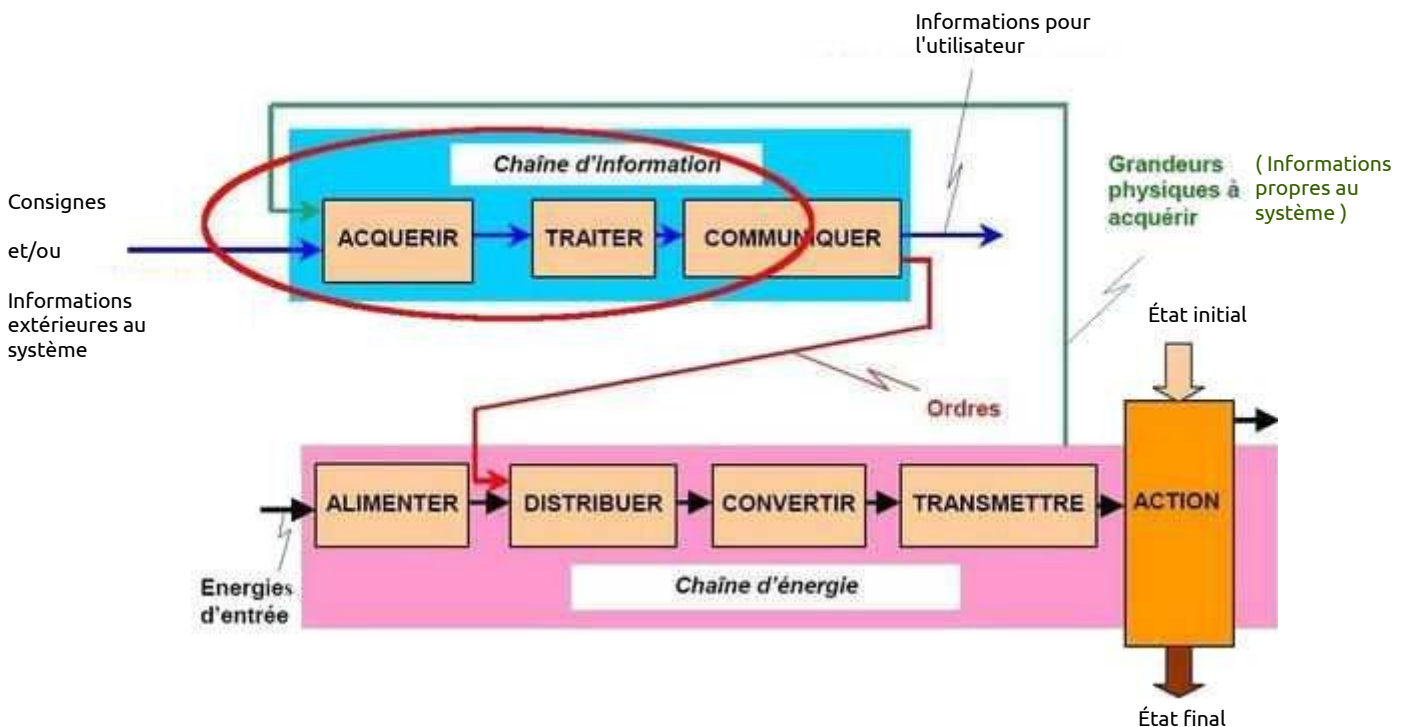 Informations pour
l'utilisateur
Chaîne d'information
Grandeurs
physiques à
acquérir
( Informations
propres au
système )
Consignes
et/ou
Informations
extérieures au
système
ACQUERIR
TRAITER
COMMUNIQUER
État initial
Ordres
ALIMENTER
DISTRIBUER
CONVERTIR
TRANSMETTRE
ACTION
Energies
d'entrée
Chaîne d'énergie
État final